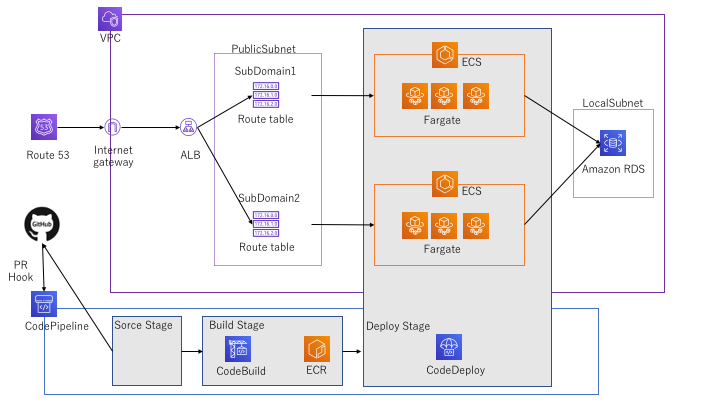 VPC
PublicSubnet
SubDomain1
172.16.0.0
172.16.1.0
172.16.2.0
Route table
ECS
Fargate
LocalSubnet
Amazon RDS
53
Route 53
Internet
gateway
ALB
SubDomain2
172.16.0.0
172.16.1.0
172.16.2.0
Route table
ECS
Fargate
GitHub
PR
Hook
CodePipeline
Sorce Stage
Build Stage
CodeBuild
ECR
Deploy Stage
CodeDeploy